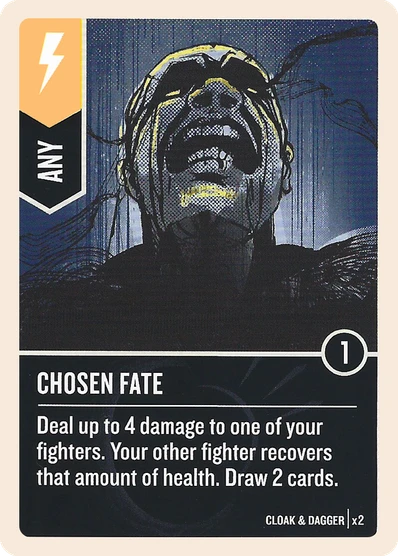 ANY
1
CHOSEN FATE
Deal up to 4 damage to one of your
fighters. Your other fighter recovers
that amount of health. Draw 2 cards.
CLOAK & DAGGER | x2